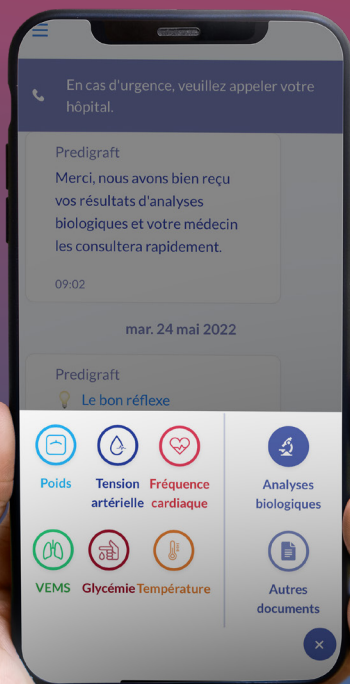 En cas d'urgence, veuillez appeler votre
hôpital.
Predigraft
Merci, nous avons bien reçu
vos résultats d'analyses
biologiques et votre médecin
les consultera rapidement.
09:02
mar. 24 mai 2022
Predigraft
Le bon réflexe
Poids
Tension
artérielle
Fréquence
cardiaque
Analyses
biologiques
VEMS
Glycémie
Température
Autres
documents